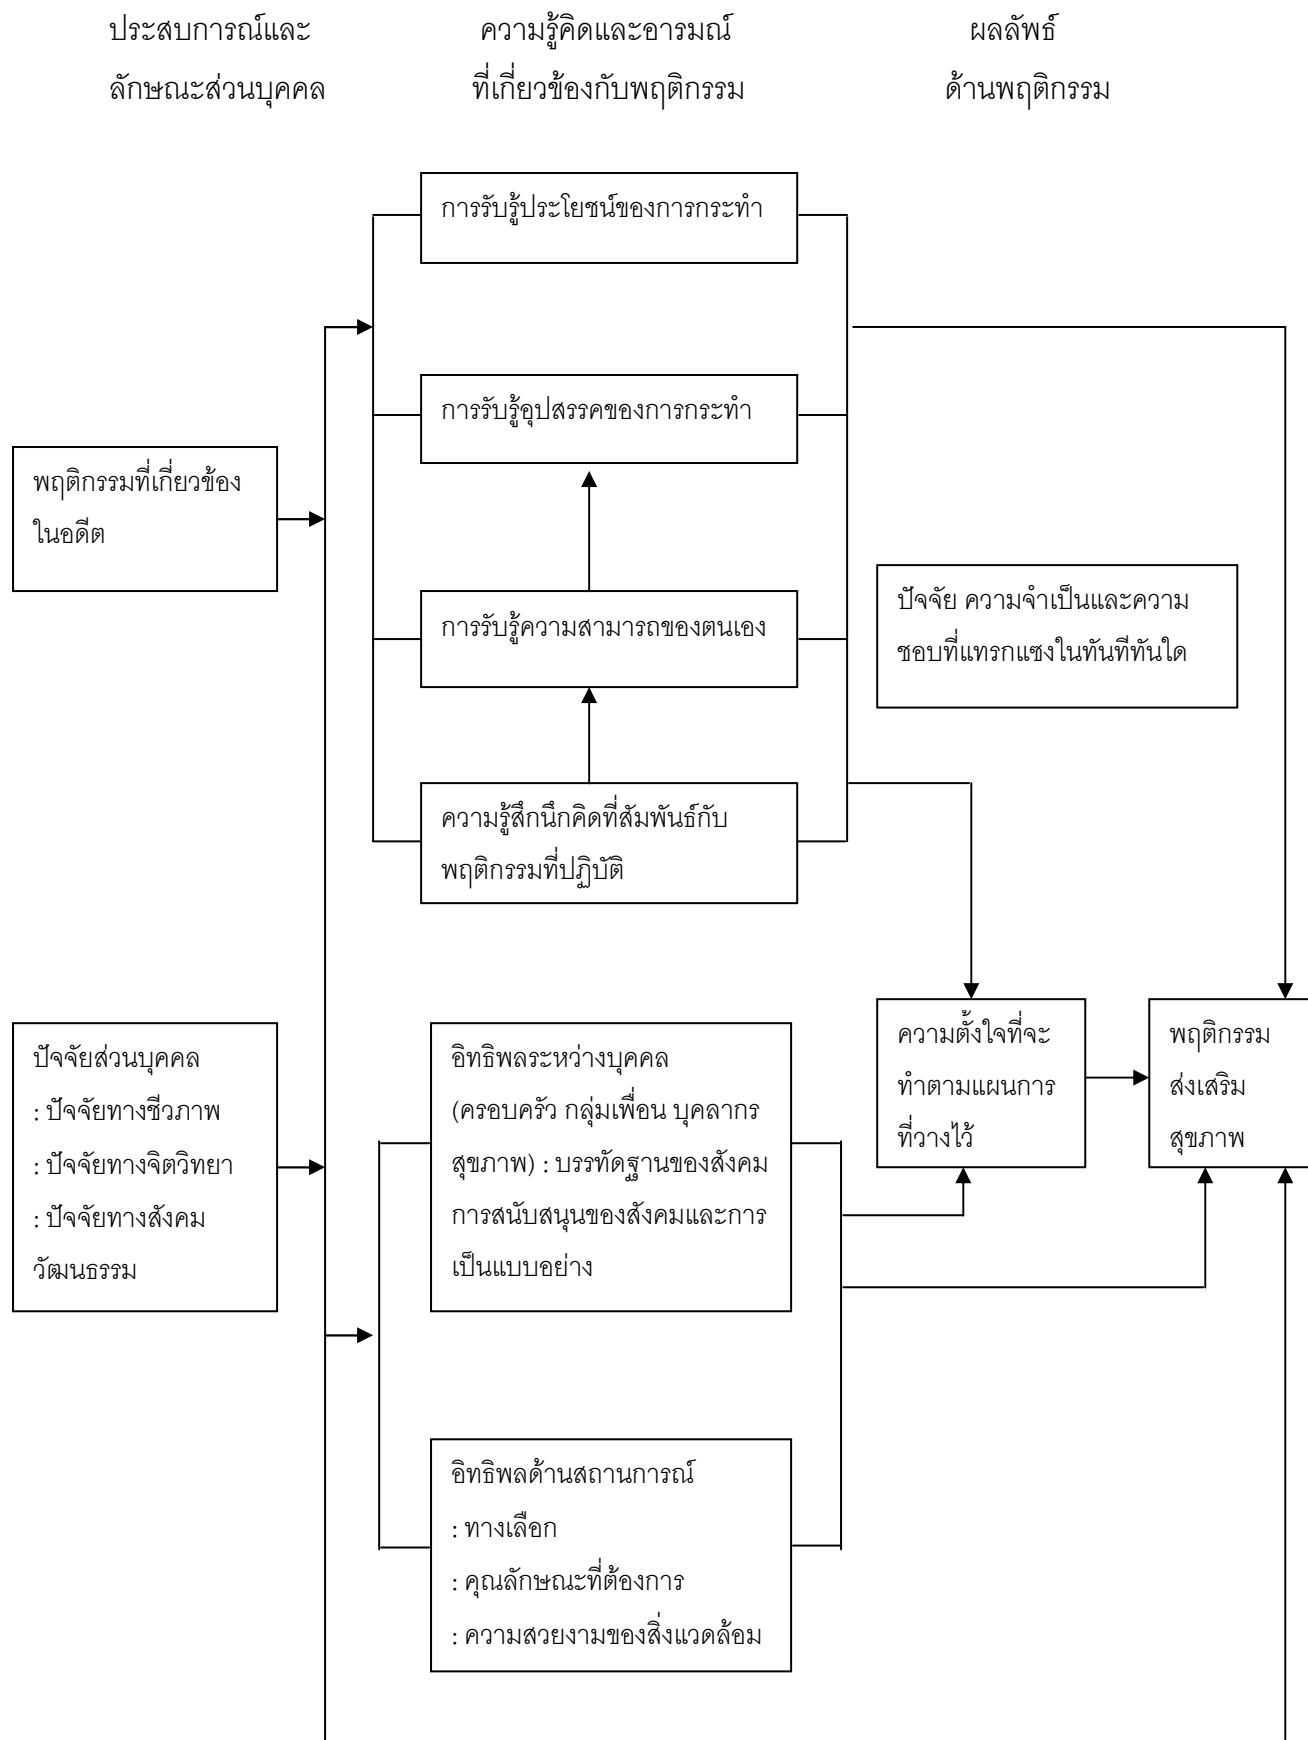 ประสบการณ์และ
ลักษณะส่วนบุคคล
ความรู้คิดและอารมณ์
ที่เกี่ยวข้องกับพฤติกรรม
ผลลัพธ์
ด้านพฤติกรรม
การรับรู้ประโยชน์ของการกระทำ
การรับรู้อุปสรรคของการกระทำ
พฤติกรรมที่เกี่ยวข้อง
ในอดีต
การรับรู้ความสามารถของตนเอง
ปัจจัย ความจำเป็นและความ
ชอบที่แทรกแซงในทันทีทันใด
ความรู้สึกนึกคิดที่สัมพันธ์กับ
พฤติกรรมที่ปฏิบัติ
ปัจจัยส่วนบุคคล
: ปัจจัยทางชีวภาพ
: ปัจจัยทางจิตวิทยา
: ปัจจัยทางสังคม
วัฒนธรรม
อิทธิพลระหว่างบุคคล
(ครอบครัว กลุ่มเพื่อน บุคลากร
สุขภาพ) : บรรทัดฐานของสังคม
การสนับสนุนของสังคมและการ
เป็นแบบอย่าง
ความตั้งใจที่จะ
ทำตามแผนการ
ที่วางไว้
พฤติกรรม
ส่งเสริม
สุขภาพ
อิทธิพลด้านสถานการณ์
: ทางเลือก
: คุณลักษณะที่ต้องการ
: ความสวยงามของสิ่งแวดล้อม